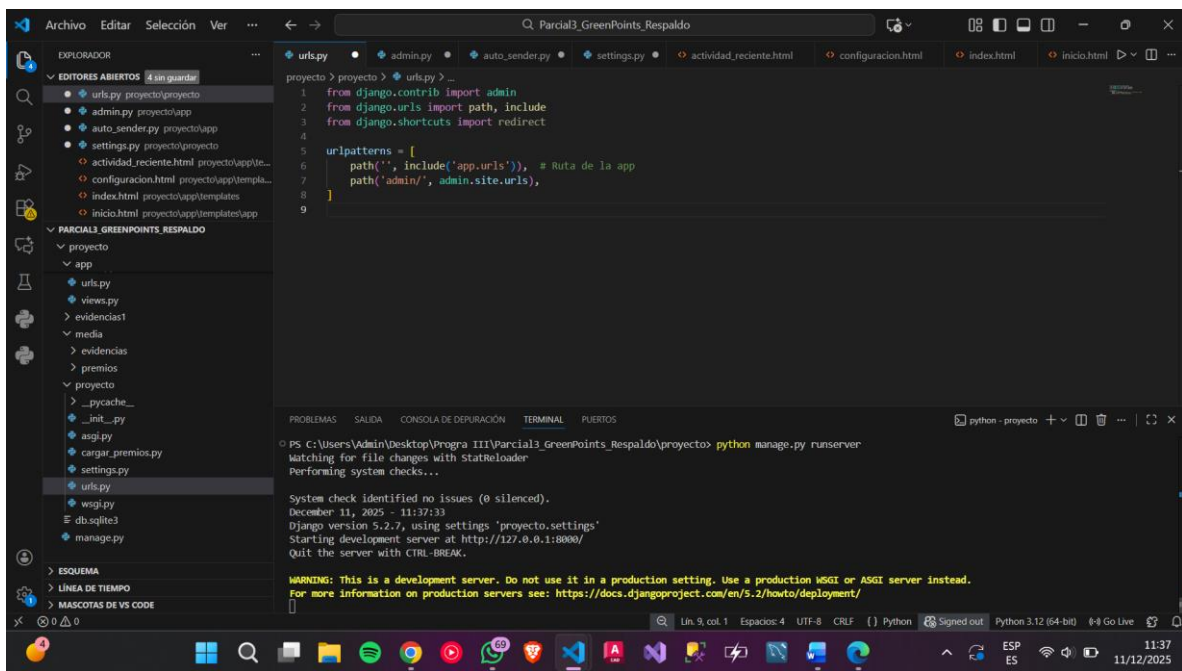 Archivo Editar Selección Ver ... Parcial3_GreenPoints_Respaldo
EXPLORADOR ...
EDITORES ABIERTOS 4 sin guardar
urls.py proyecto\proyecto
admin.py proyecto\app
auto_sender.py proyecto\app
settings.py proyecto\proyecto
actividad_reciente.html proyecto\app\te...
configuracion.html proyecto\app\templa...
index.html proyecto\app\templates
inicio.html proyecto\app\templates\app
PARCIAL3_GREENPOINTS_RESPALDO
proyecto
app
urls.py
views.py
evidencias1
media
evidencias
premios
proyecto
__pycache__
__init__.py
asgi.py
cargar_premios.py
settings.py
urls.py
wsgi.py
db.sqlite3
manage.py
ESQUEMA
LÍNEA DE TIEMPO
MASCOTAS DE VS CODE
urls.py admin.py auto_sender.py settings.py actividad_reciente.html configuracion.html index.html inicio.html
proyecto > proyecto > urls.py > ...
1 from django.contrib import admin
2 from django.urls import path, include
3 from django.shortcuts import redirect
4
5 urlpatterns = [
6 path('', include('app.urls')), # Ruta de la app
7 path('admin/', admin.site.urls),
8 ]
9
PROBLEMAS SALIDA CONSOLA DE DEPURACIÓN TERMINAL PUERTOS python - proyecto
PS C:\Users\Admin\Desktop\Progra III\Parcial3_GreenPoints_Respaldo\proyecto> python manage.py runserver
Watching for file changes with StatReloader
Performing system checks...
System check identified no issues (0 silenced).
December 11, 2025 - 11:37:33
Django version 5.2.7, using settings 'proyecto.settings'
Starting development server at http://127.0.0.1:8000/
Quit the server with CTRL-BREAK.
WARNING: This is a development server. Do not use it in a production setting. Use a production WSGI or ASGI server instead.
For more information on production servers see: https://docs.djangoproject.com/en/5.2/howto/deployment/
0 0 0 Lín. 9, col. 1 Espacios: 4 UTF-8 CRLF {} Python Signed out Python 3.12 (64-bit) Go Live
4 69 ESP 11:37
ES 11/12/2025